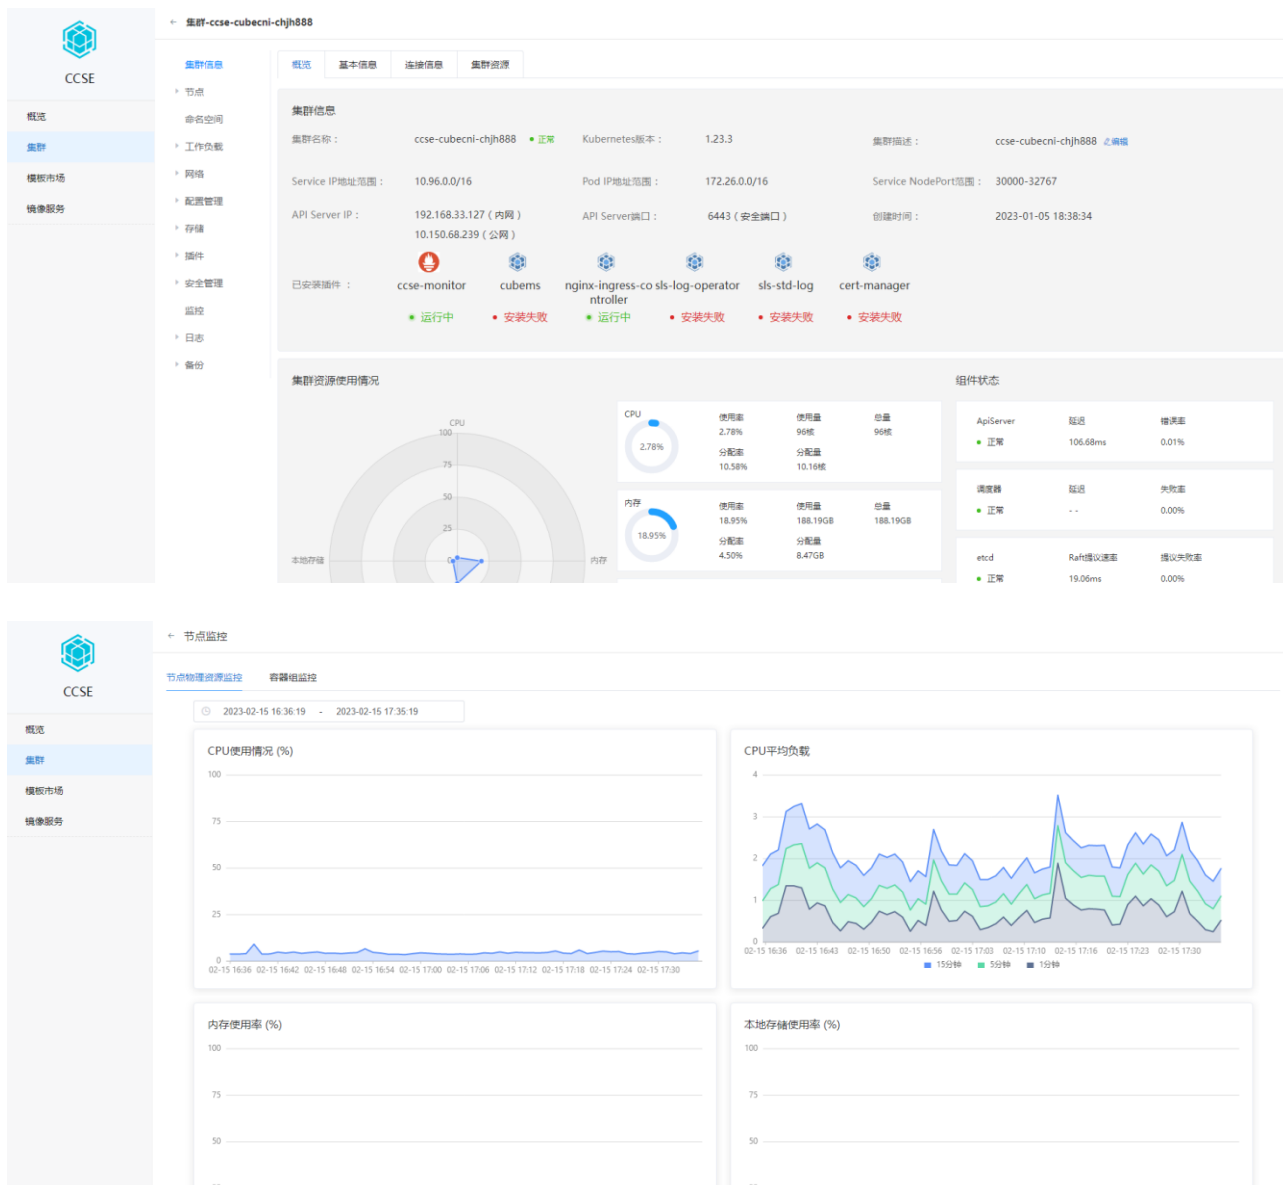 ← 集群-ccse-cubecni-chjh888
CCSE
概览
集群
模板市场
镜像服务
集群信息
节点
命名空间
工作负载
网络
配置管理
存储
插件
安全管理
监控
日志
备份
概览 基本信息 连接信息 集群资源
集群信息
集群名称： ccse-cubecni-chjh888 正常 Kubernetes版本： 1.23.3 集群描述： ccse-cubecni-chjh888 编辑
Service IP地址范围： 10.96.0.0/16 Pod IP地址范围： 172.26.0.0/16 Service NodePort范围： 30000-32767
API Server IP： 192.168.33.127（内网） API Server端口： 6443（安全端口） 创建时间： 2023-01-05 18:38:34
10.150.68.239（公网）
已安装插件 ： ccse-monitor cubems nginx-ingress-co sls-log-operator sls-std-log cert-manager
ntroller
运行中 安装失败 运行中 安装失败 安装失败 安装失败
集群资源使用情况
CPU
100
75
50
25
0
本地存储
内存
CPU 使用率 使用量 总量
2.78% 2.78% 96核 96核
分配率 分配量
10.58% 10.16核
内存 使用率 使用量 总量
18.95% 18.95% 188.19GB 188.19GB
分配率 分配量
4.50% 8.47GB
组件状态
ApiServer 延迟 错误率
正常 106.68ms 0.01%
调度器 延迟 失败率
正常 - - 0.00%
etcd Raft提议速率 提议失败率
正常 19.06ms 0.00%
← 节点监控
CCSE
概览
集群
模板市场
镜像服务
节点物理资源监控 容器组监控
2023-02-15 16:36:19 - 2023-02-15 17:35:19
CPU使用情况 (%)
100
75
50
25
0
02-15 16:36 02-15 16:42 02-15 16:48 02-15 16:54 02-15 17:00 02-15 17:06 02-15 17:12 02-15 17:18 02-15 17:24 02-15 17:30
CPU平均负载
4
3
2
1
0
02-15 16:36 02-15 16:43 02-15 16:50 02-15 16:56 02-15 17:03 02-15 17:10 02-15 17:16 02-15 17:23 02-15 17:30
15分钟 5分钟 1分钟
内存使用率 (%)
100
75
50
本地存储使用率 (%)
100
75
50